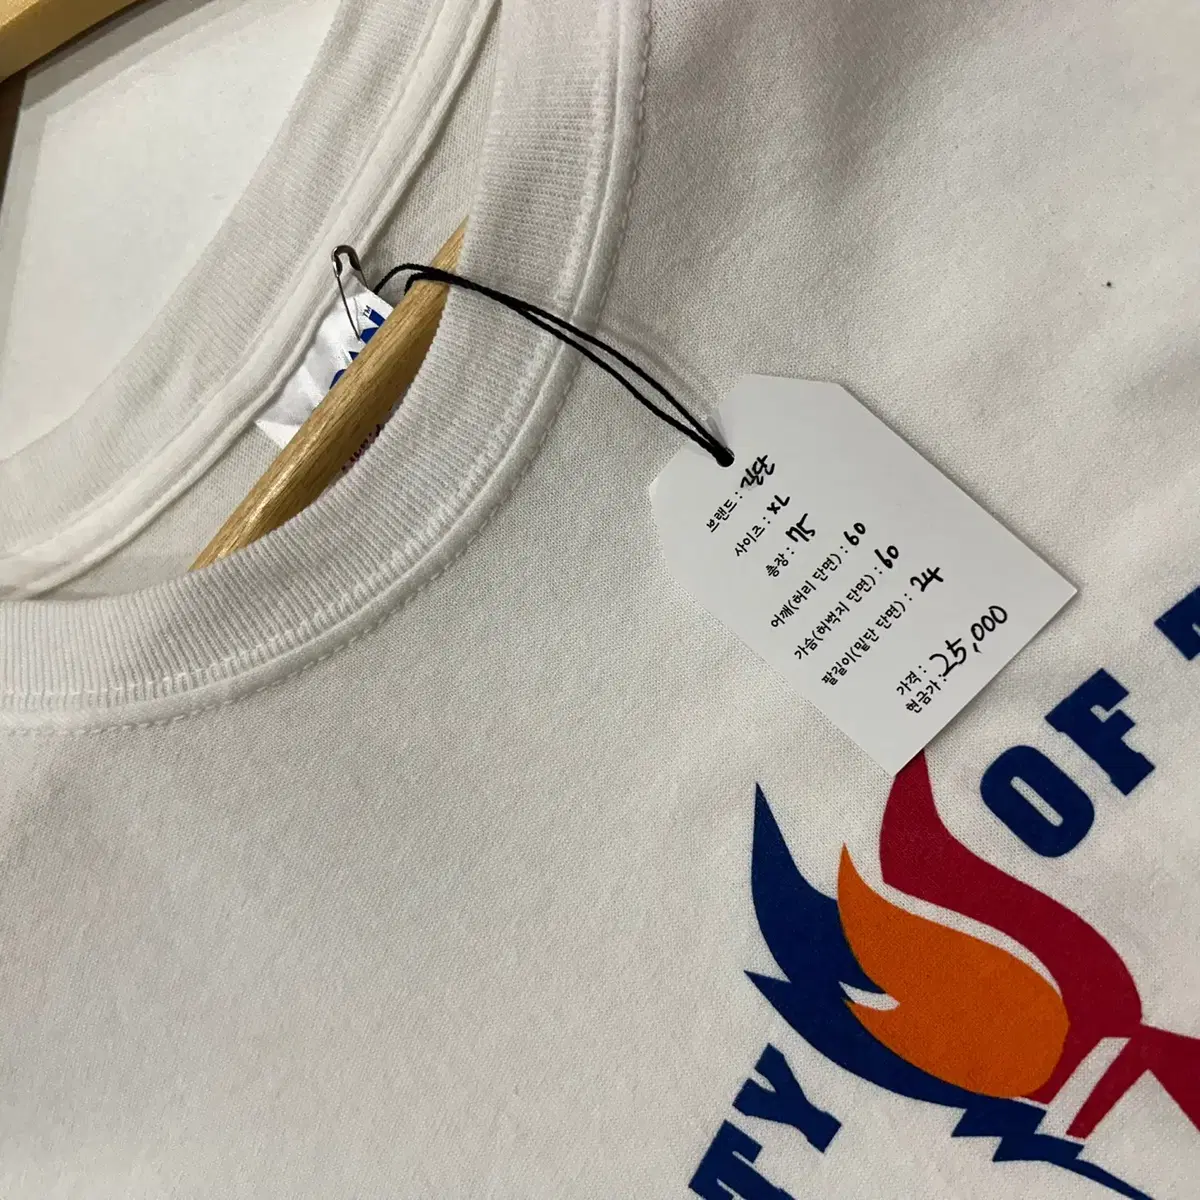 브랜드 : 길단
사이즈 : XL
총장 : 75
어깨(허리 단면) : 60
가슴(허벅지 단면) : 60
팔길이(밑단 단면) : 24
가격 :
현금가 : 25,000
OF
TY